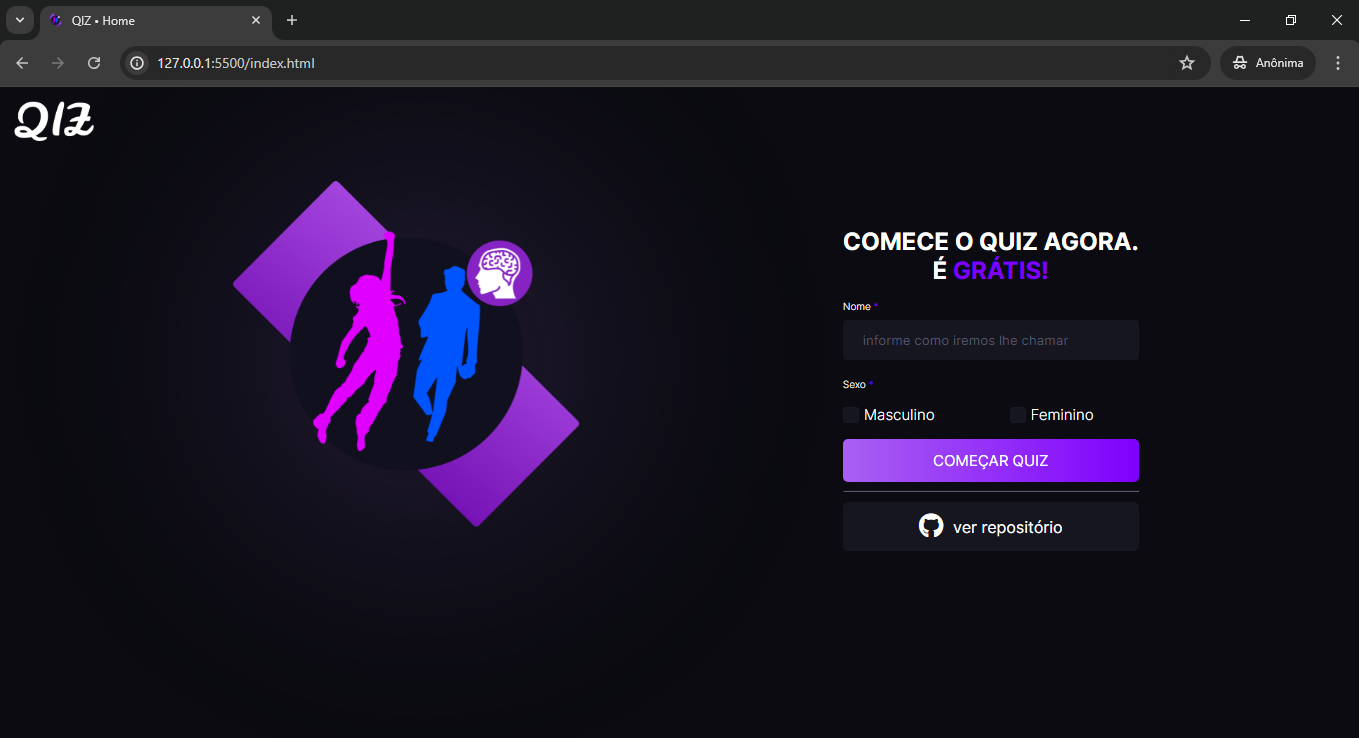 QIZ • Home
127.0.0.1:5500/index.html
Anônima
QIZ
COMECE O QUIZ AGORA.
É GRÁTIS!
Nome *
informe como iremos lhe chamar
Sexo *
Masculino
Feminino
COMEÇAR QUIZ
ver repositório